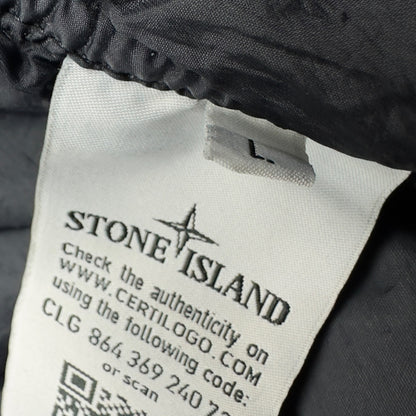 L.
STONE ISLAND
Check the authenticity on
WWW.CERTILOGO.COM
using the following code:
CLG 864 369 240
or scan